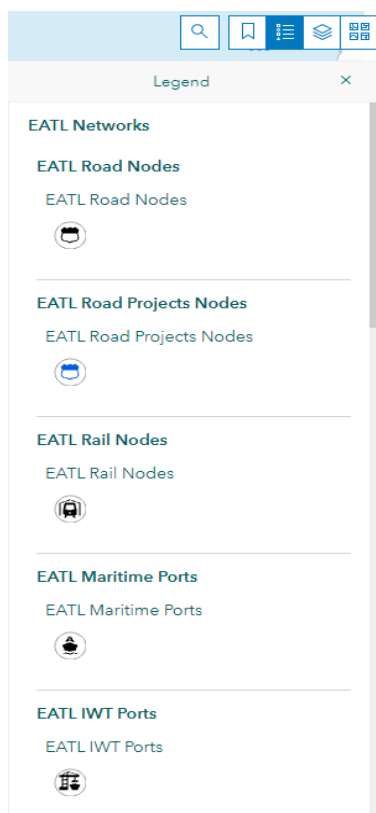 Legend
EATL Networks
EATL Road Nodes
EATL Road Nodes
EATL Road Projects Nodes
EATL Road Projects Nodes
EATL Rail Nodes
EATL Rail Nodes
EATL Maritime Ports
EATL Maritime Ports
EATL IWT Ports
EATL IWT Ports